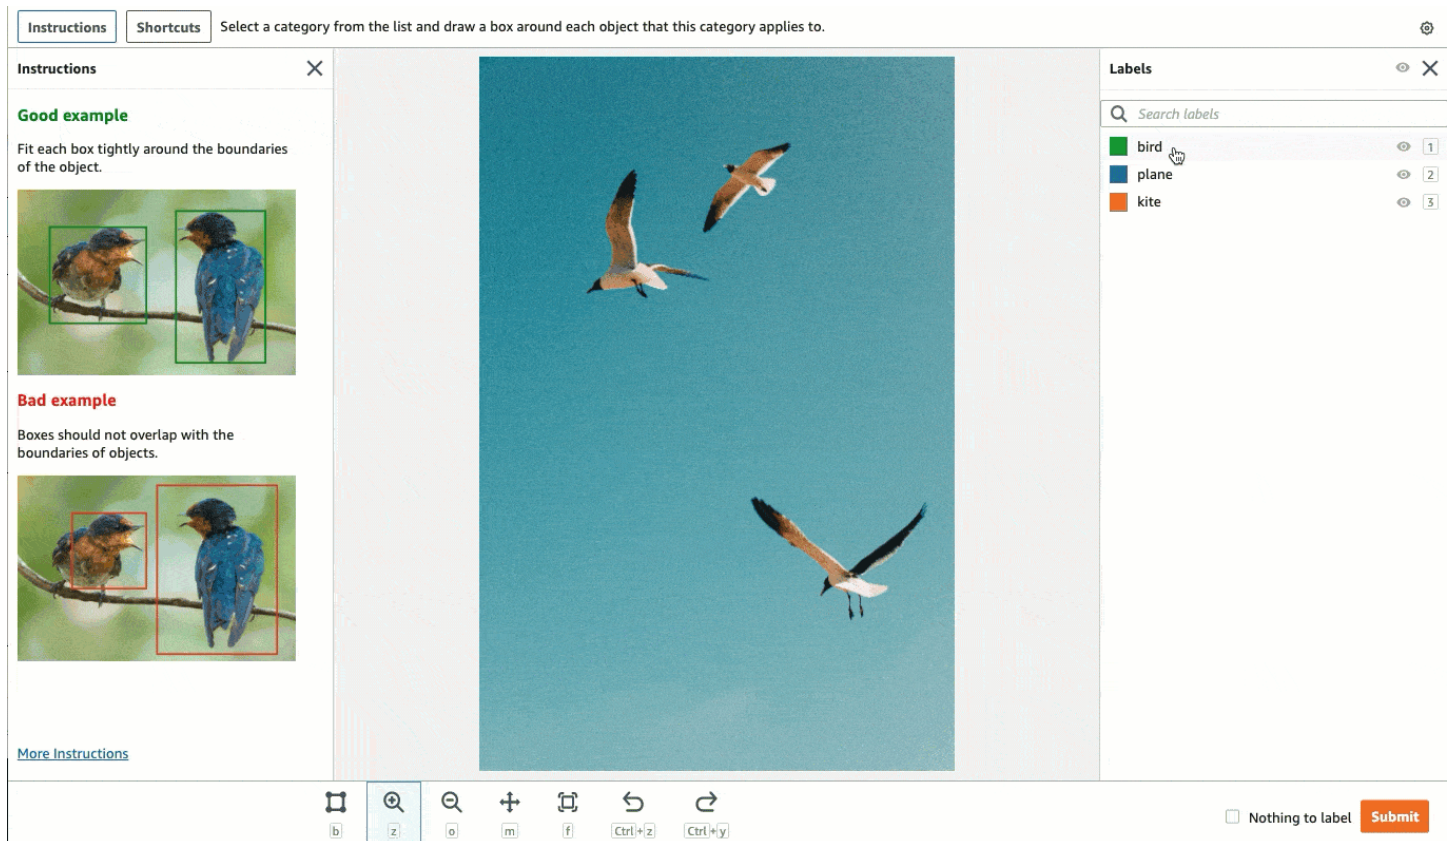 Instructions
Shortcuts
Select a category from the list and draw a box around each object that this category applies to.
Instructions
Good example
Fit each box tightly around the boundaries
of the object.
Bad example
Boxes should not overlap with the
boundaries of objects.
More Instructions
Labels
Search labels
bird 1
plane 2
kite 3
b
z
o
m
f
Ctrl+z
Ctrl+y
Nothing to label
Submit